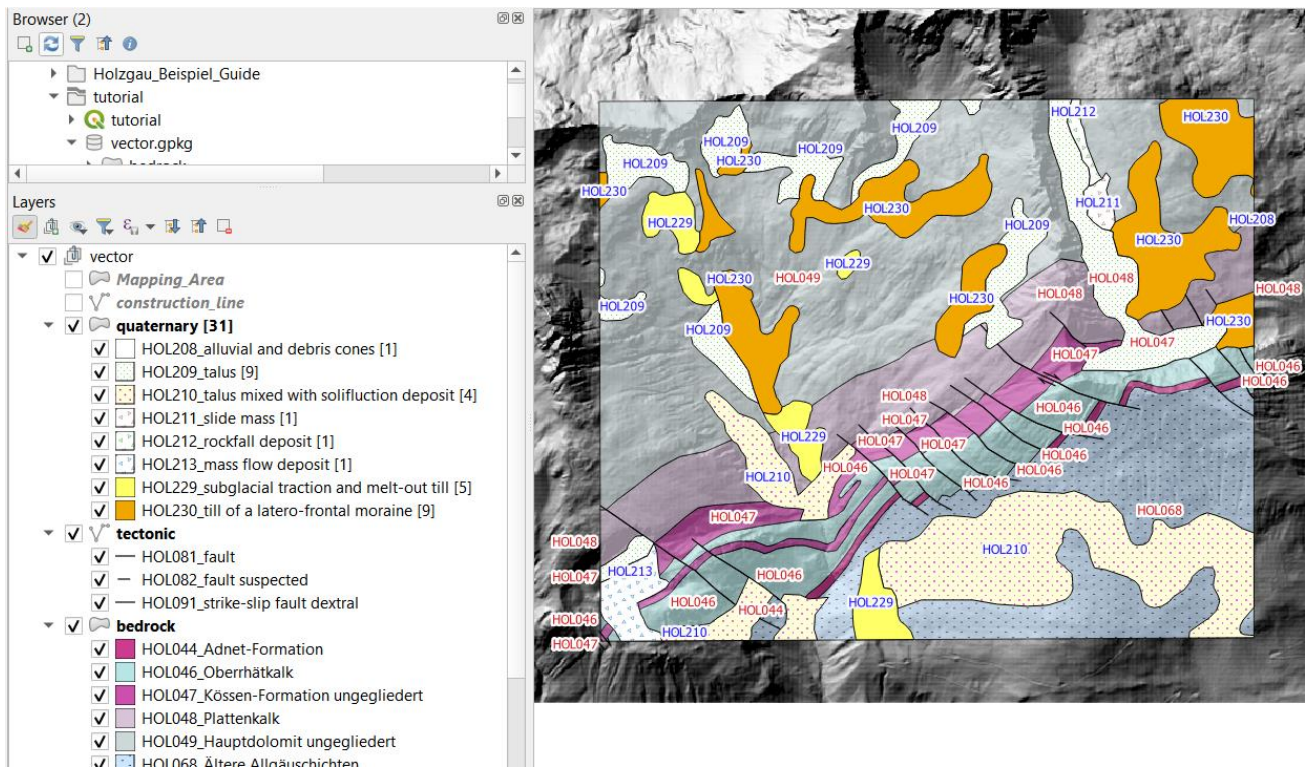 Browser (2)
Holzgau_Beispiel_Guide
tutorial
tutorial
vector.gpkg
bedrock
Layers
vector
Mapping_Area
construction_line
quaternary [31]
HOL208_alluvial and debris cones [1]
HOL209_talus [9]
HOL210_talus mixed with solifluction deposit [4]
HOL211_slide mass [1]
HOL212_rockfall deposit [1]
HOL213_mass flow deposit [1]
HOL229_subglacial traction and melt-out till [5]
HOL230_till of a latero-frontal moraine [9]
tectonic
HOL081_fault
HOL082_fault suspected
HOL091_strike-slip fault dextral
bedrock
HOL044_Adnet-Formation
HOL046_Oberrhätkalk
HOL047_Kössen-Formation ungegliedert
HOL048_Plattenkalk
HOL049_Hauptdolomit ungegliedert
HOL068_Ältere Allgäuschichten
HOL212
HOL230
HOL209
HOL209
HOL209
HOL209
HOL230
HOL230
HOL211
HOL230
HOL229
HOL208
HOL209
HOL230
HOL229
HOL049
HOL230
HOL048
HOL048
HOL048
HOL230
HOL209
HOL209
HOL230
HOL047
HOL047
HOL046
HOL046
HOL048
HOL047
HOL046
HOL046
HOL229
HOL047
HOL047
HOL046
HOL046
HOL047
HOL046
HOL046
HOL210
HOL068
HOL047
HOL048
HOL210
HOL213
HOL046
HOL047
HOL046
HOL229
HOL044
HOL046
HOL210
HOL047